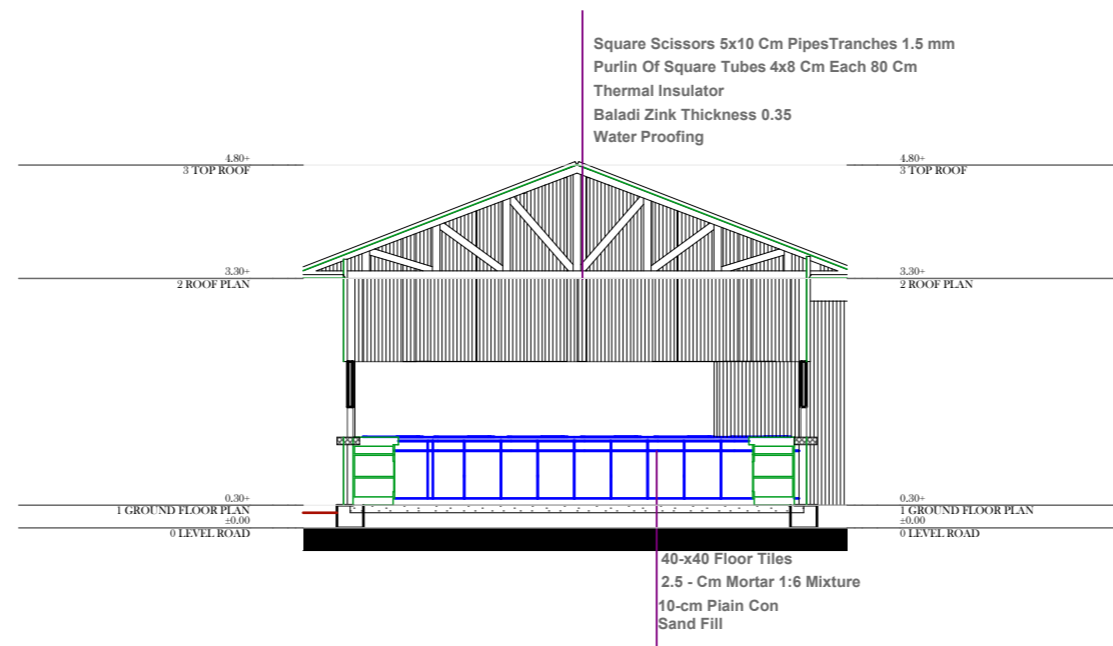 Square Scissors 5x10 Cm PipesTranches 1.5 mm
Purlin Of Square Tubes 4x8 Cm Each 80 Cm
Thermal Insulator
Baladi Zink Thickness 0.35
Water Proofing
4.80+
3 TOP ROOF
4.80+
3 TOP ROOF
3.30+
2 ROOF PLAN
3.30+
2 ROOF PLAN
0.30+
1 GROUND FLOOR PLAN
±0.00
0 LEVEL ROAD
0.30+
1 GROUND FLOOR PLAN
±0.00
0 LEVEL ROAD
40-x40 Floor Tiles
2.5 - Cm Mortar 1:6 Mixture
10-cm Plain Con
Sand Fill